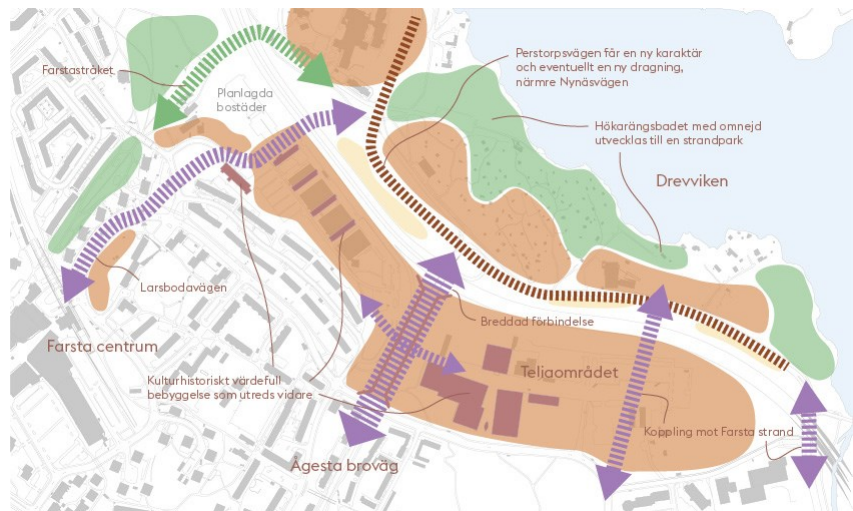 Farstastråket
Planlagda
bostäder
Perstorpsvägen får en ny karaktär
och eventuellt en ny dragning,
närmre Nynäsvägen
Hökarängsbadet med omnejd
utvecklas till en strandpark
Drevviken
Larsbodavägen
Breddad förbindelse
Farsta centrum
Teliaområdet
Kulturhistoriskt värdefull
bebyggelse som utreds vidare
Koppling mot Farsta strand
Ågesta broväg